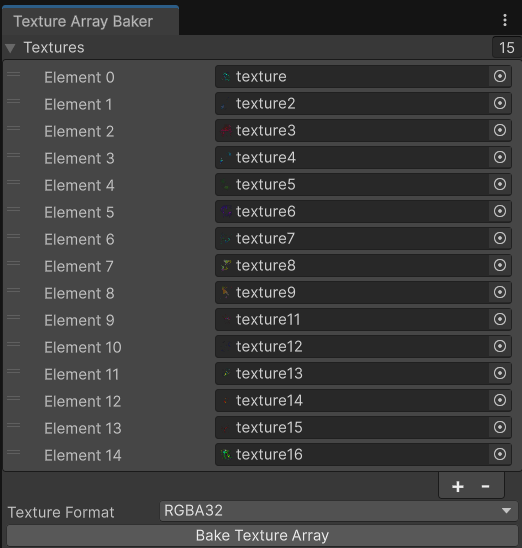 Texture Array Baker
Textures 15
Element 0 texture
Element 1 texture2
Element 2 texture3
Element 3 texture4
Element 4 texture5
Element 5 texture6
Element 6 texture7
Element 7 texture8
Element 8 texture9
Element 9 texture11
Element 10 texture12
Element 11 texture13
Element 12 texture14
Element 13 texture15
Element 14 texture16
+ -
Texture Format RGBA32
Bake Texture Array